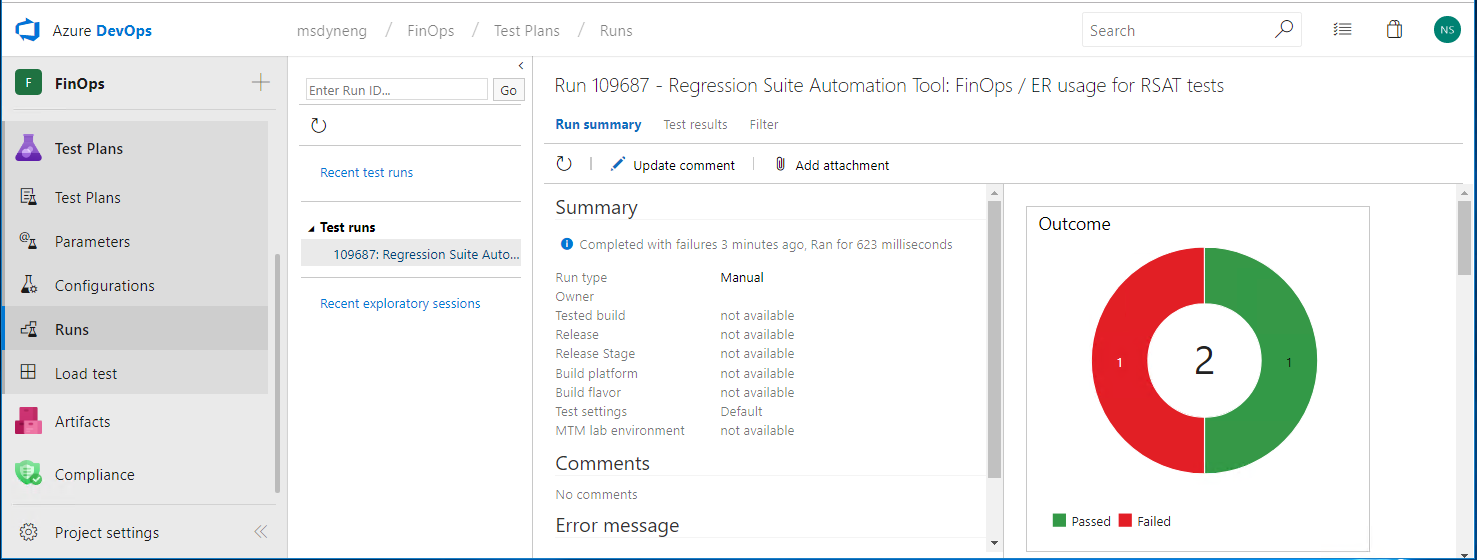 Azure DevOps
msdyneng / FinOps / Test Plans / Runs
Search
NS
F FinOps
Test Plans
Test Plans
Parameters
Configurations
Runs
Load test
Artifacts
Compliance
Project settings
Enter Run ID... Go
Recent test runs
Test runs
109687: Regression Suite Auto...
Recent exploratory sessions
Run 109687 - Regression Suite Automation Tool: FinOps / ER usage for RSAT tests
Run summary Test results Filter
Update comment Add attachment
Summary
Completed with failures 3 minutes ago, Ran for 623 milliseconds
Run type Manual
Owner
Tested build not available
Release not available
Release Stage not available
Build platform not available
Build flavor not available
Test settings Default
MTM lab environment not available
Comments
No comments
Error message
Outcome
1 2 1
Passed Failed